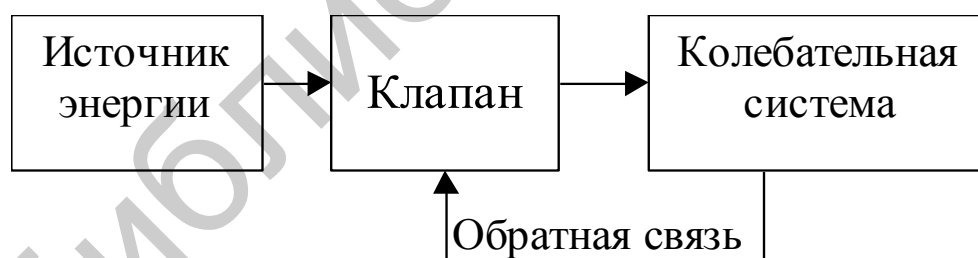 Источник
энергии
Клапан
Колебательная
система
Обратная связь